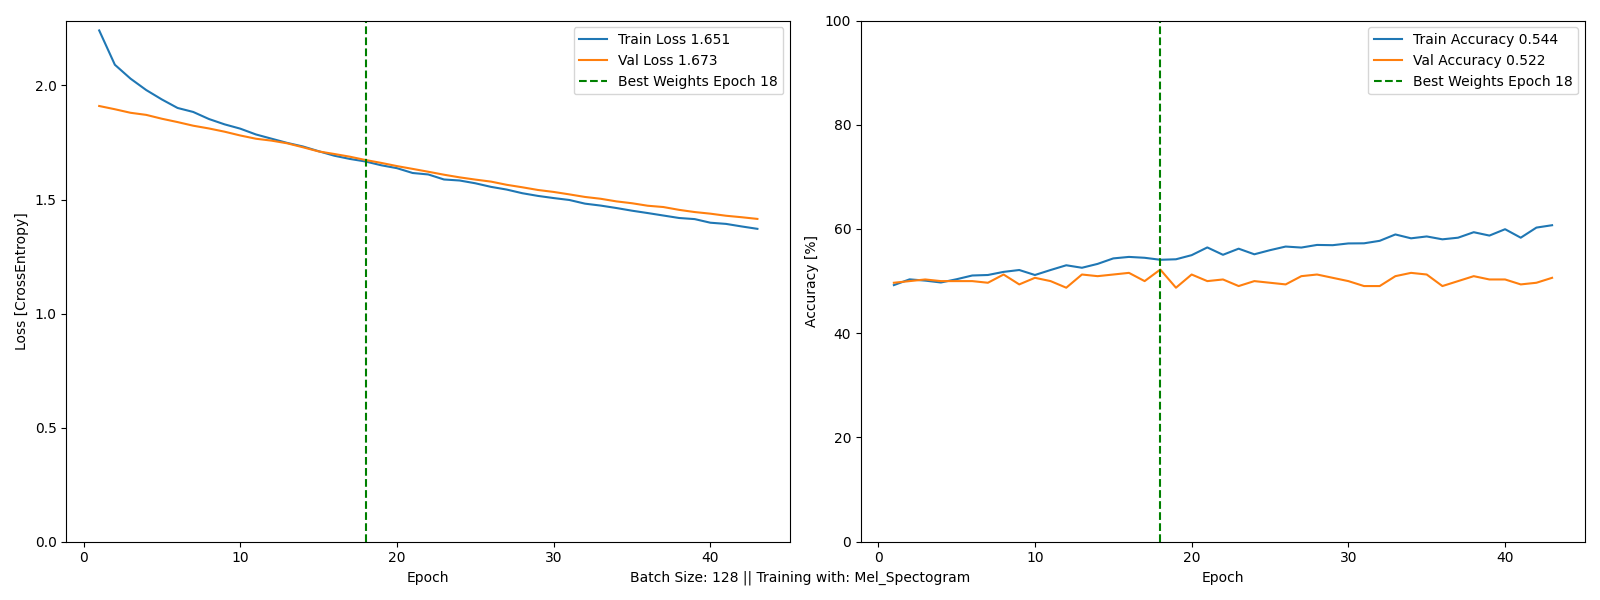 Train Loss 1.651
Val Loss 1.673
Best Weights Epoch 18
2.0
1.5
1.0
0.5
0.0
Loss [CrossEntropy]
0 10 20 30 40
Epoch
Train Accuracy 0.544
Val Accuracy 0.522
Best Weights Epoch 18
100
80
60
40
20
0
Accuracy [%]
0 10 20 30 40
Epoch
Batch Size: 128 || Training with: Mel_Spectogram